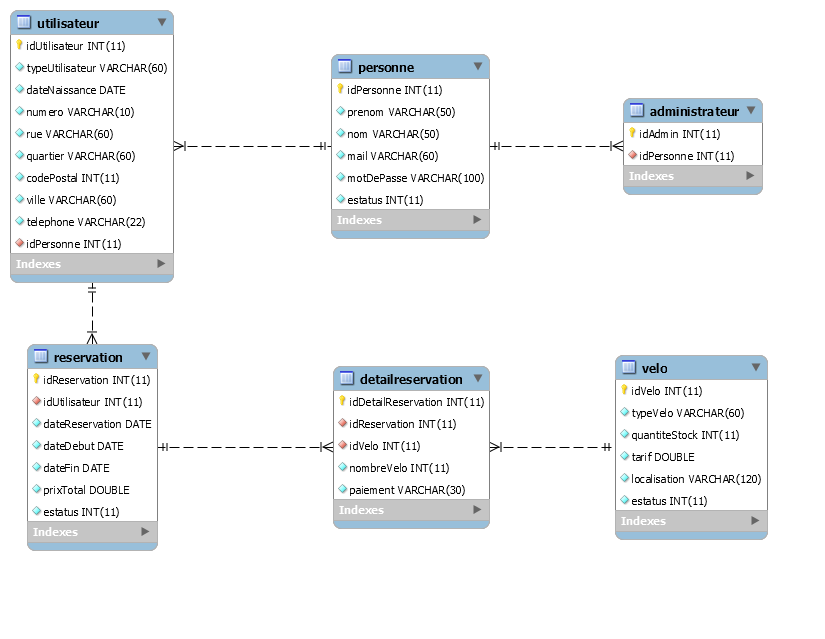 utilisateur
idUtilisateur INT(11)
typeUtilisateur VARCHAR(60)
dateNaissance DATE
numero VARCHAR(10)
rue VARCHAR(60)
quartier VARCHAR(60)
codePostal INT(11)
ville VARCHAR(60)
telephone VARCHAR(22)
idPersonne INT(11)
Indexes
personne
idPersonne INT(11)
prenom VARCHAR(50)
nom VARCHAR(50)
mail VARCHAR(60)
motDePasse VARCHAR(100)
estatus INT(11)
Indexes
administrateur
idAdmin INT(11)
idPersonne INT(11)
Indexes
reservation
idReservation INT(11)
idUtilisateur INT(11)
dateReservation DATE
dateDebut DATE
dateFin DATE
prixTotal DOUBLE
estatus INT(11)
Indexes
detailreservation
idDetailReservation INT(11)
idReservation INT(11)
idVelo INT(11)
nombreVelo INT(11)
paiement VARCHAR(30)
Indexes
velo
idVelo INT(11)
typeVelo VARCHAR(60)
quantiteStock INT(11)
tarif DOUBLE
localisation VARCHAR(120)
estatus INT(11)
Indexes